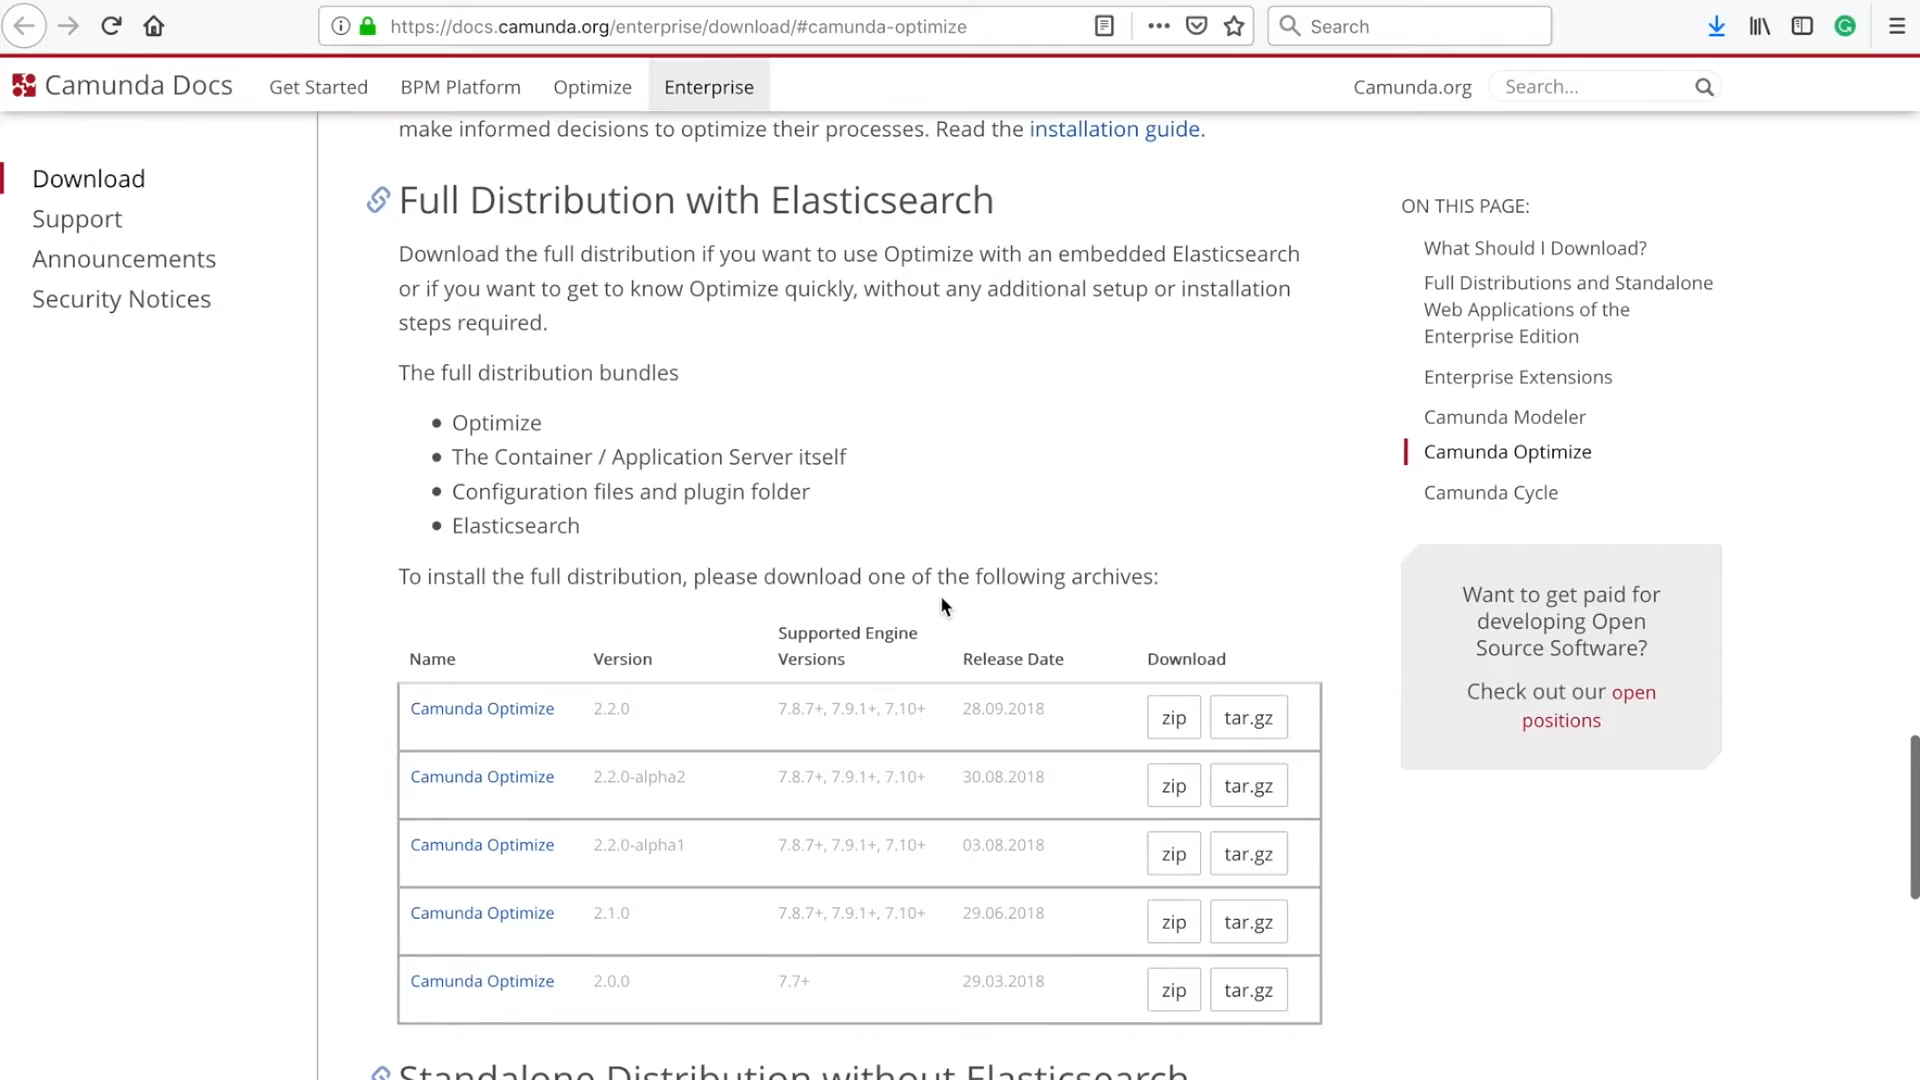 https://docs.camunda.org/enterprise/download/#camunda-optimize
Search
Camunda Docs
Get Started
BPM Platform
Optimize
Enterprise
Camunda.org
Search...
Download
Support
Announcements
Security Notices
make informed decisions to optimize their processes. Read the installation guide.
Full Distribution with Elasticsearch
Download the full distribution if you want to use Optimize with an embedded Elasticsearch
or if you want to get to know Optimize quickly, without any additional setup or installation
steps required.
The full distribution bundles
Optimize
The Container / Application Server itself
Configuration files and plugin folder
Elasticsearch
To install the full distribution, please download one of the following archives:
Name Version Supported Engine Versions Release Date Download
Camunda Optimize 2.2.0 7.8.7+, 7.9.1+, 7.10+ 28.09.2018 zip tar.gz
Camunda Optimize 2.2.0-alpha2 7.8.7+, 7.9.1+, 7.10+ 30.08.2018 zip tar.gz
Camunda Optimize 2.2.0-alpha1 7.8.7+, 7.9.1+, 7.10+ 03.08.2018 zip tar.gz
Camunda Optimize 2.1.0 7.8.7+, 7.9.1+, 7.10+ 29.06.2018 zip tar.gz
Camunda Optimize 2.0.0 7.7+ 29.03.2018 zip tar.gz
Standalone Distribution without Elasticsearch
ON THIS PAGE:
What Should I Download?
Full Distributions and Standalone
Web Applications of the
Enterprise Edition
Enterprise Extensions
Camunda Modeler
Camunda Optimize
Camunda Cycle
Want to get paid for
developing Open
Source Software?
Check out our open
positions